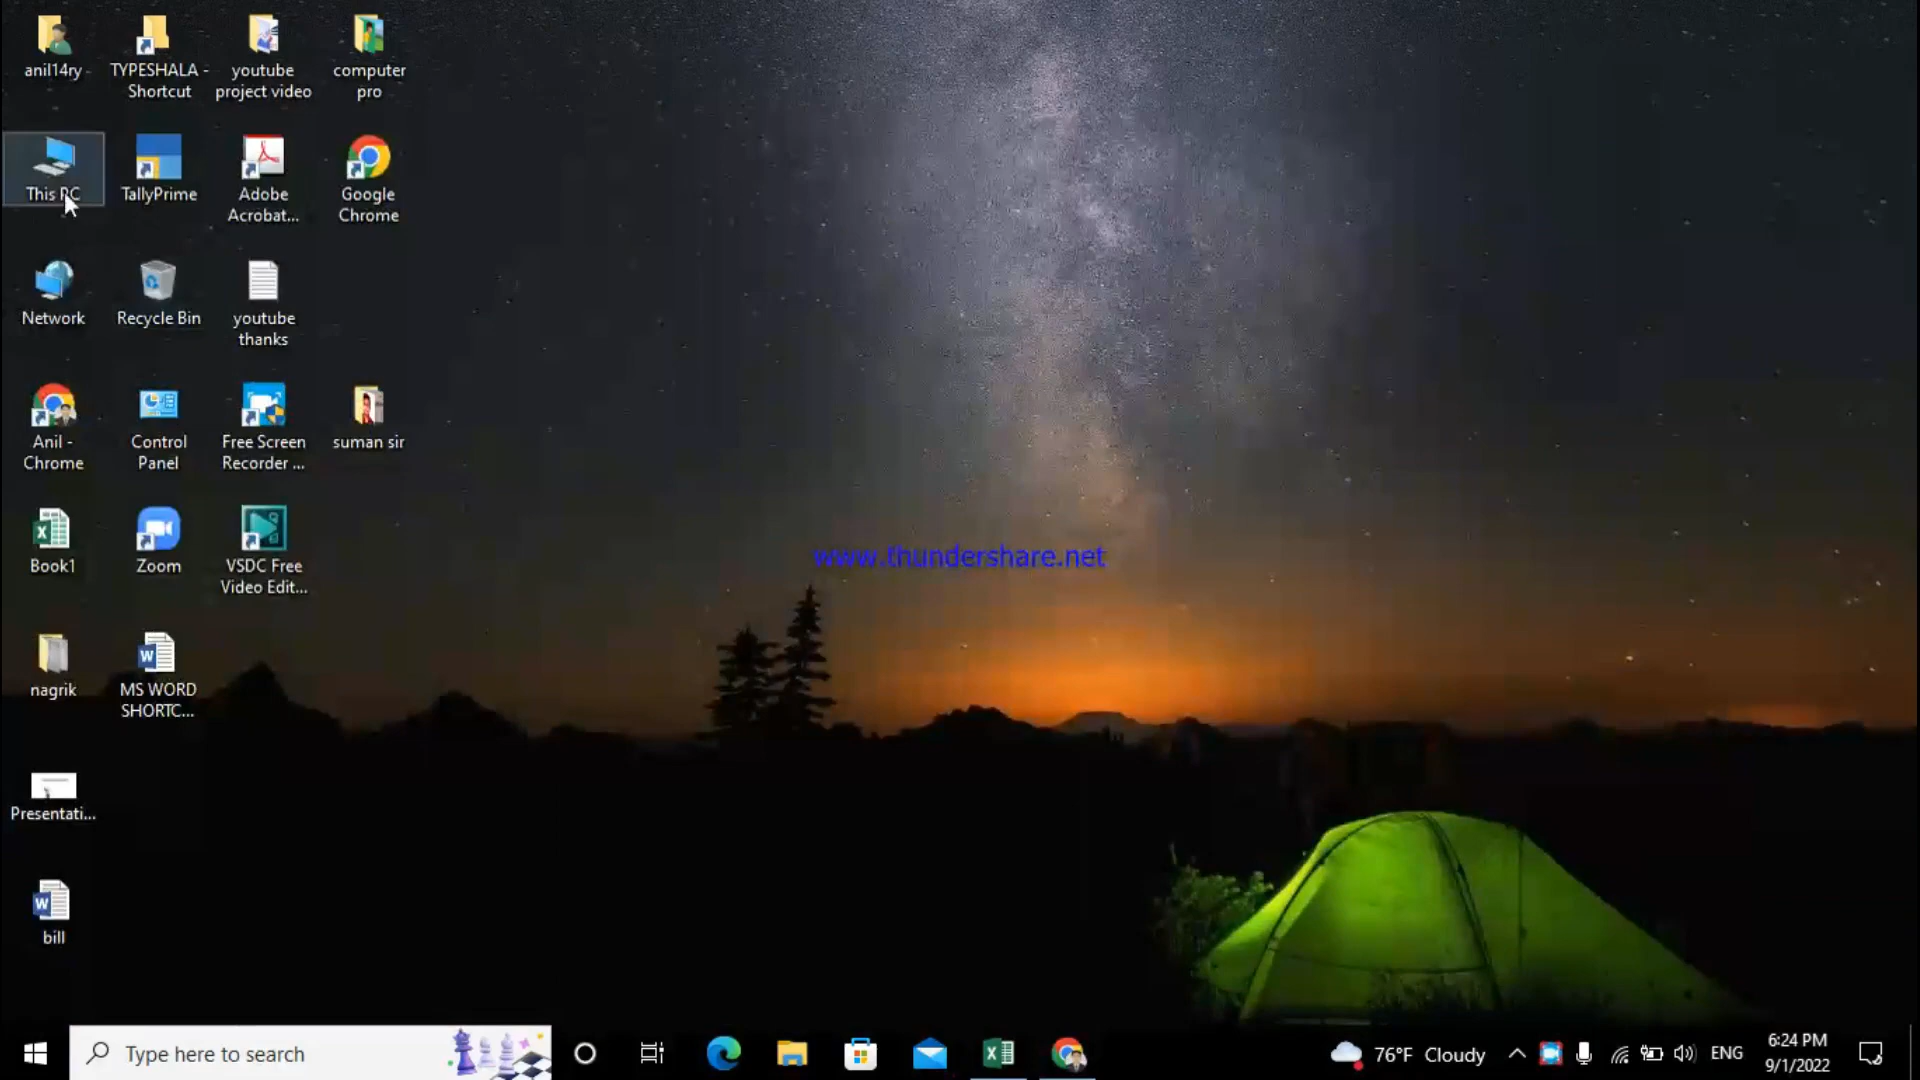 anil14ry
TYPESHALA -
Shortcut
youtube
project video
computer
pro
This PC
TallyPrime
Adobe
Acrobat...
Google
Chrome
Network
Recycle Bin
youtube
thanks
Anil -
Chrome
Control
Panel
Free Screen
Recorder ...
suman sir
Book1
Zoom
VSDC Free
Video Edit...
www.thundershare.net
nagrik
MS WORD
SHORTC...
Presentati...
bill
Type here to search
76°F Cloudy
ENG
6:24 PM
9/1/2022